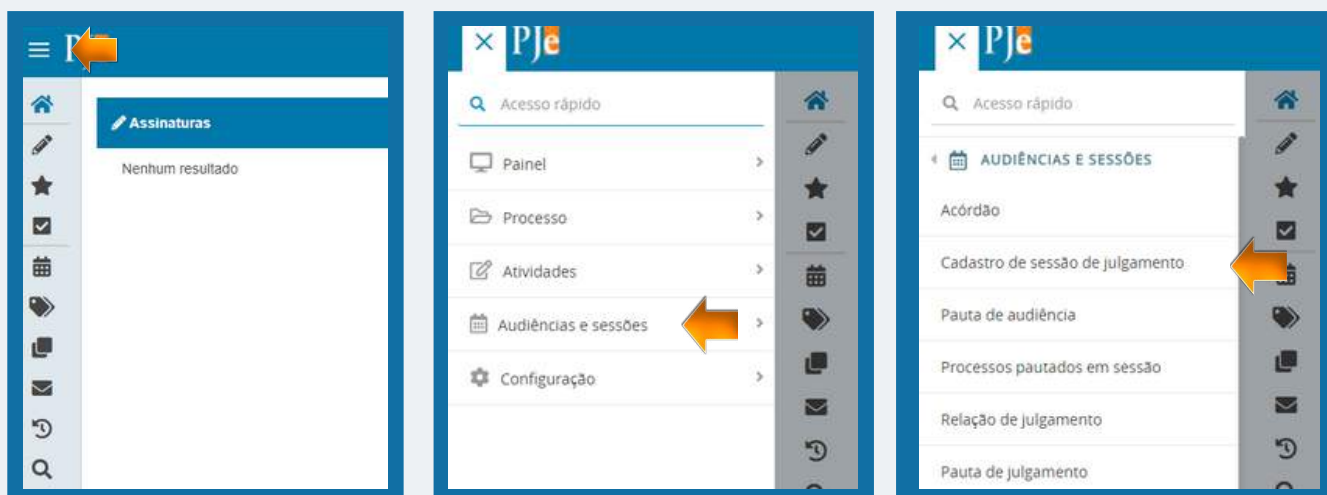 Assinaturas
Nenhum resultado
PJe
Acesso rápido
Painel
Processo
Atividades
Audiências e sessões
Configuração
PJe
Acesso rápido
AUDIÊNCIAS E SESSÕES
Acórdão
Cadastro de sessão de julgamento
Pauta de audiência
Processos pautados em sessão
Relação de julgamento
Pauta de julgamento